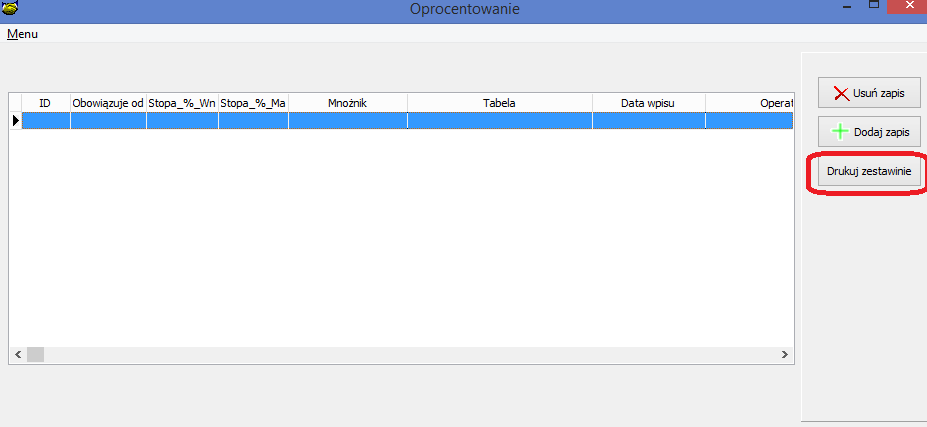 Oprocentowanie
Menu
ID Obowiązuje od Stopa_%_Wn Stopa_%_Ma Mnożnik Tabela Data wpisu Operat
Usuń zapis
Dodaj zapis
Drukuj zestawinie